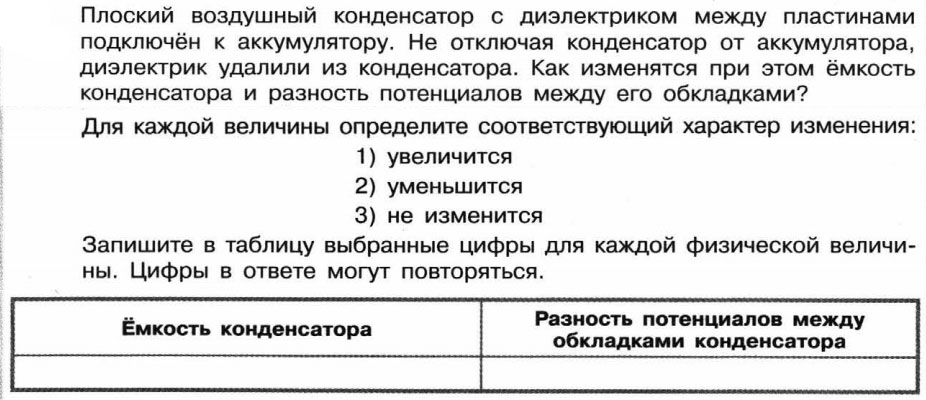 Плоский воздушный конденсатор с диэлектриком между пластинами
подключён к аккумулятору. Не отключая конденсатор от аккумулятора,
диэлектрик удалили из конденсатора. Как изменятся при этом ёмкость
конденсатора и разность потенциалов между его обкладками?
Для каждой величины определите соответствующий характер изменения:
1) увеличится
2) уменьшится
3) не изменится
Запишите в таблицу выбранные цифры для каждой физической величи-
ны. Цифры в ответе могут повторяться.
Ёмкость конденсатора
Разность потенциалов между
обкладками конденсатора